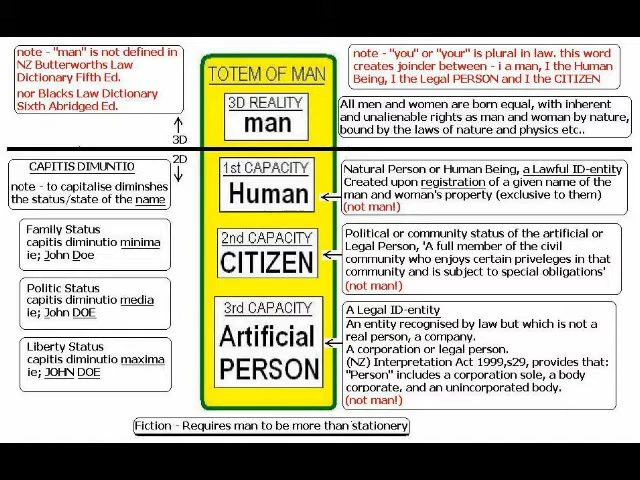 note - "man" is not defined in
NZ Butterworths Law
Dictionary Fifth Ed.
nor Blacks Law Dictionary
Sixth Abridged Ed.
3D
2D
CAPITIS DIMUNTIO
note - to capitalise diminshes
the status/state of the name
Family Status
capitis diminutio minima
ie; John Doe
Politic Status
capitis diminutio media
ie; John DOE
Liberty Status
capitis diminutio maxima
ie; JOHN DOE
TOTEM OF MAN
3D REALITY
man
1st CAPACITY
Human
2nd CAPACITY
CITIZEN
3rd CAPACITY
Artificial
PERSON
note - "you" or "your" is plural in law. this word
creates joinder between - i a man, I the Human
Being, I the Legal PERSON and I the CITIZEN
All men and women are born equal, with inherent
and unalienable rights as man and woman by nature,
bound by the laws of nature and physics etc..
Natural Person or Human Being, a Lawful ID-entity
Created upon registration of a given name of the
man and woman's property (exclusive to them)
(not man!)
Political or community status of the artificial or
Legal Person, 'A full member of the civil
community who enjoys certain priveleges in that
community and is subject to special obligations'
(not man!)
A Legal ID-entity
An entity recognised by law but which is not a
real person, a company.
A corporation or legal person.
(NZ) Interpretation Act 1999,s29, provides that:
"Person" includes a corporation sole, a body
corporate, and an unincorporated body.
(not man!)
Fiction - Requires man to be more than stationery